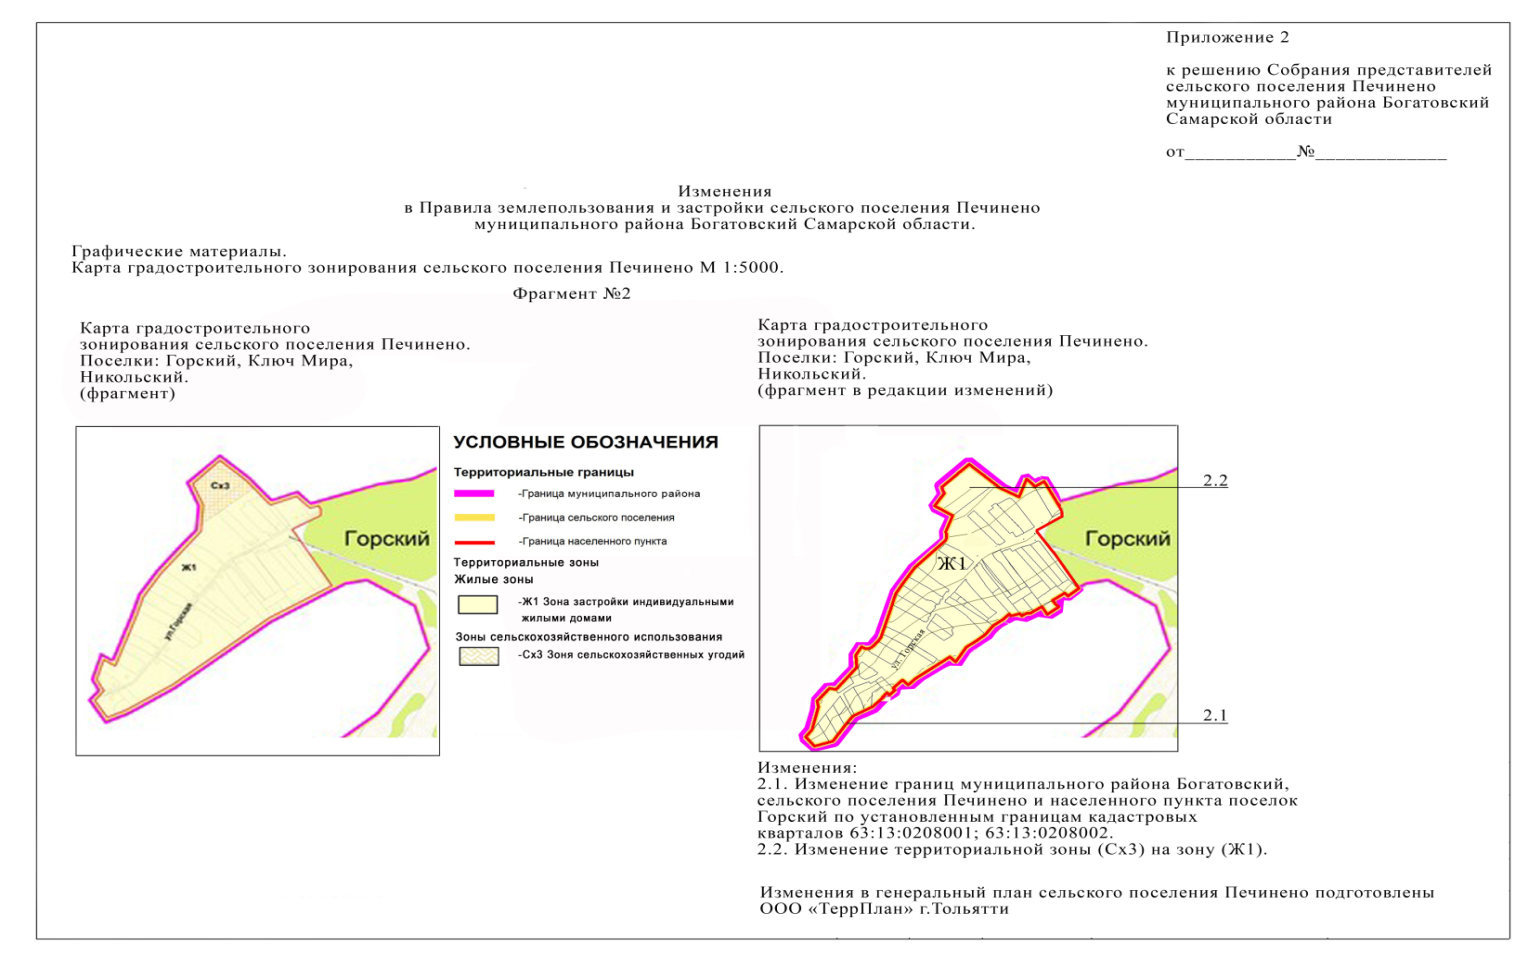 Приложение 2
к решению Собрания представителей
сельского поселения Печинено
муниципального района Богатовский
Самарской области
от___________№_____________
Изменения
в Правила землепользования и застройки сельского поселения Печинено
муниципального района Богатовский Самарской области.
Графические материалы.
Карта градостроительного зонирования сельского поселения Печинено М 1:5000.
Фрагмент №2
Карта градостроительного
зонирования сельского поселения Печинено.
Поселки: Горский, Ключ Мира,
Никольский.
(фрагмент)
Сх3
Горский
Ж1
ул.Горская
УСЛОВНЫЕ ОБОЗНАЧЕНИЯ
Территориальные границы
-Граница муниципального района
-Граница сельского поселения
-Граница населенного пункта
Территориальные зоны
Жилые зоны
-Ж1 Зона застройки индивидуальными
жилыми домами
Зоны сельскохозяйственного использования
-Сх3 Зоня сельскохозяйственных угодий
Карта градостроительного
зонирования сельского поселения Печинено.
Поселки: Горский, Ключ Мира,
Никольский.
(фрагмент в редакции изменений)
2.2
Горский
Ж1
ул. Горская
2.1
Изменения:
2.1. Изменение границ муниципального района Богатовский,
сельского поселения Печинено и населенного пункта поселок
Горский по установленным границам кадастровых
кварталов 63:13:0208001; 63:13:0208002.
2.2. Изменение территориальной зоны (Сх3) на зону (Ж1).
Изменения в генеральный план сельского поселения Печинено подготовлены
ООО «ТеррПлан» г.Тольятти